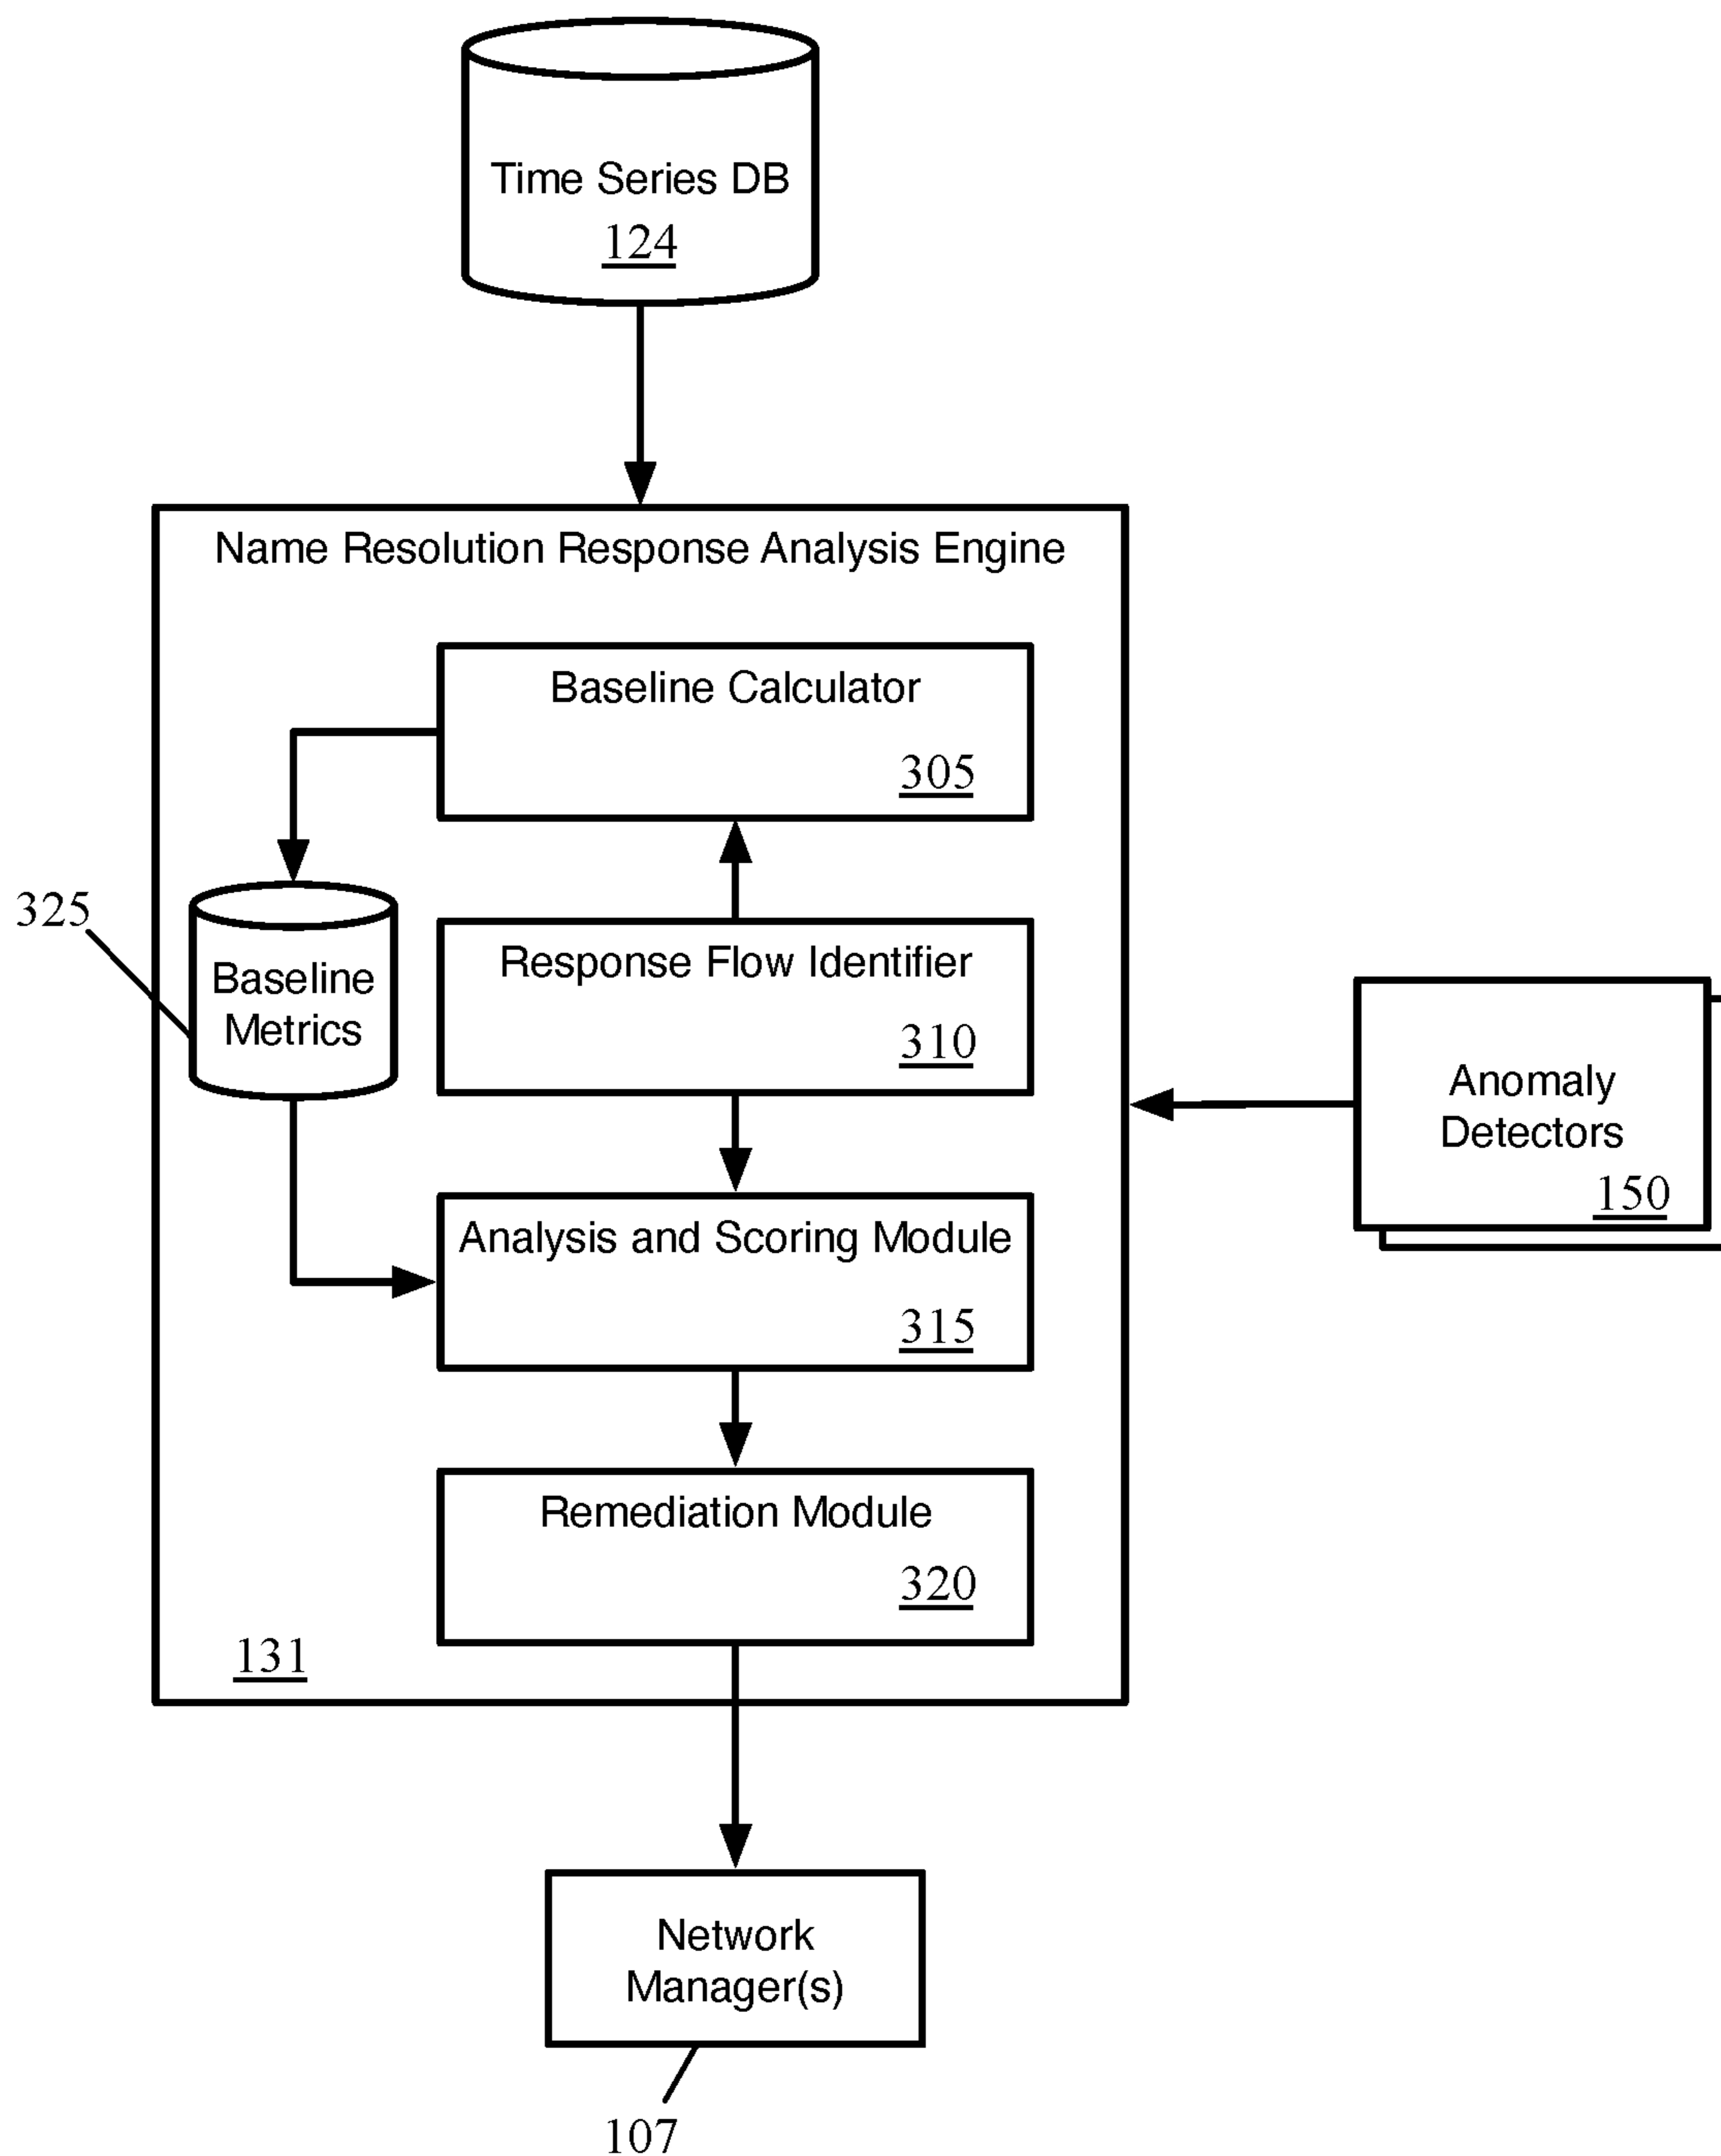 Time Series DB
124
Name Resolution Response Analysis Engine
Baseline Calculator
305
325
Baseline
Metrics
Response Flow Identifier
310
Anomaly
Detectors
150
Analysis and Scoring Module
315
Remediation Module
320
131
Network
Manager(s)
107